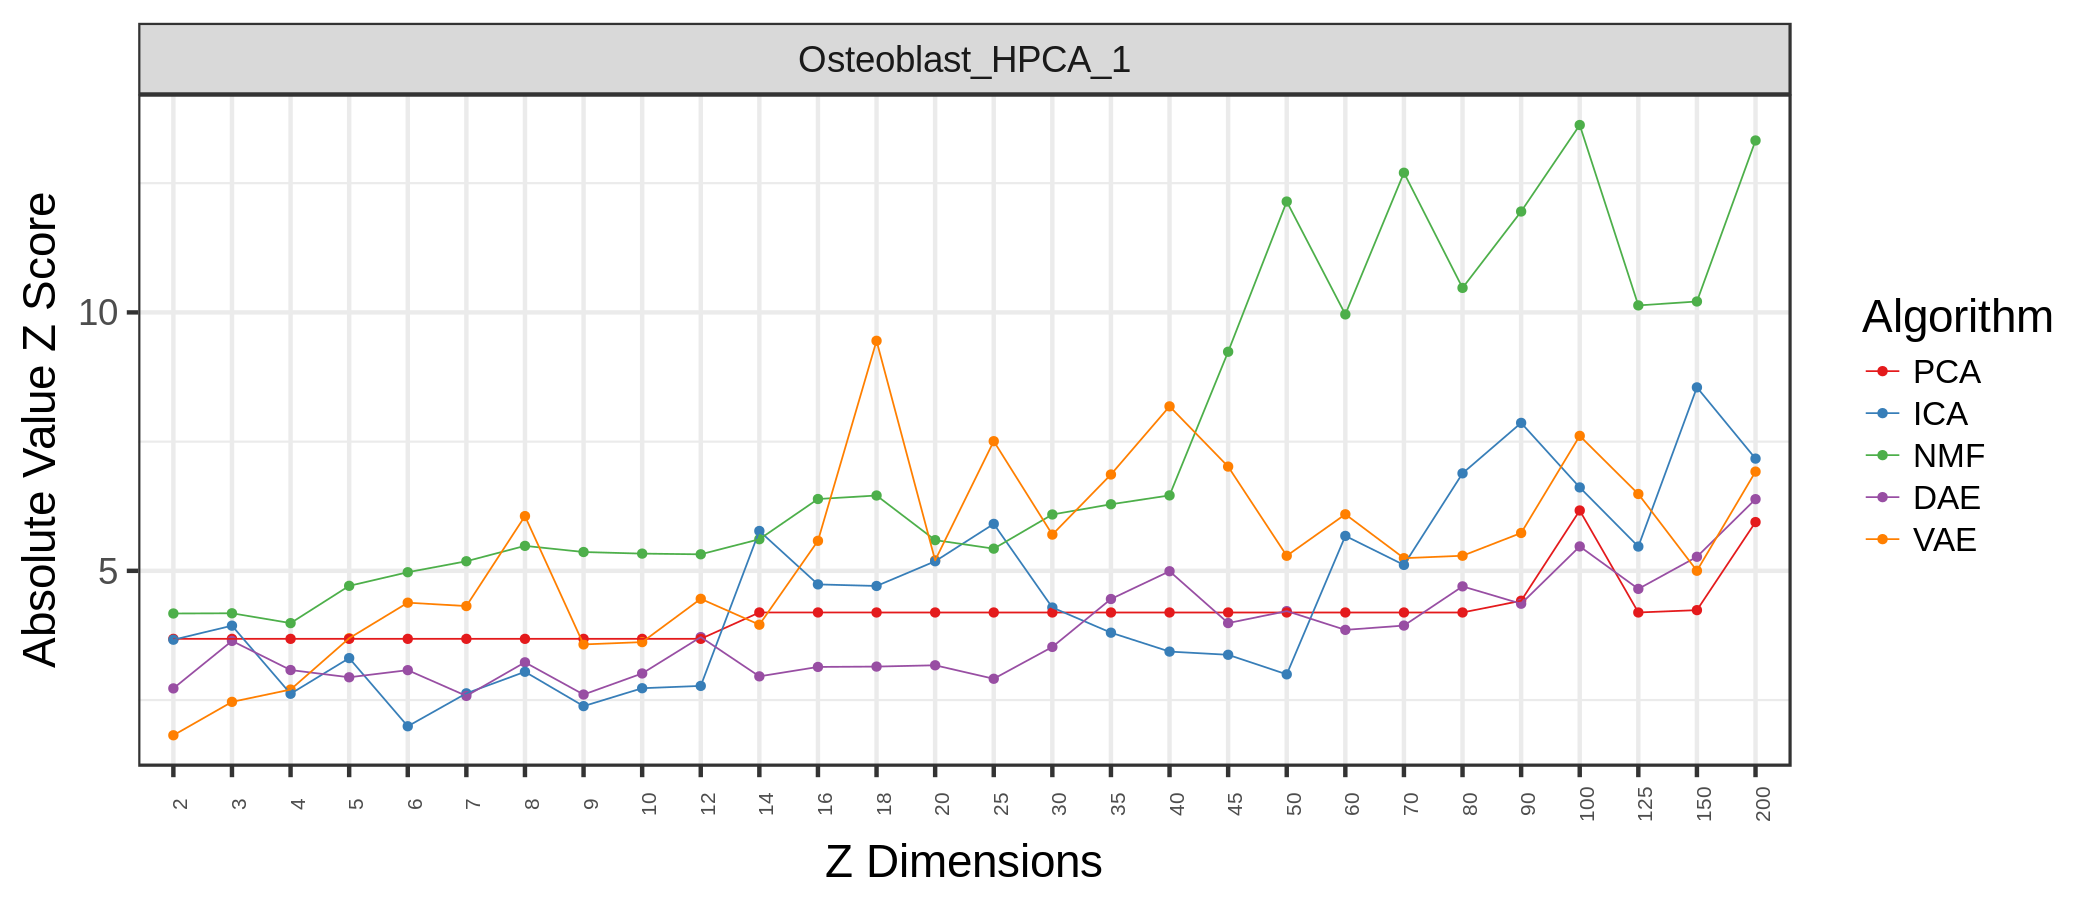 Osteoblast_HPCA_1
Absolute Value Z Score
10
5
2 3 4 5 6 7 8 9 10 12 14 16 18 20 25 30 35 40 45 50 60 70 80 90 100 125 150 200
Z Dimensions
Algorithm
PCA
ICA
NMF
DAE
VAE